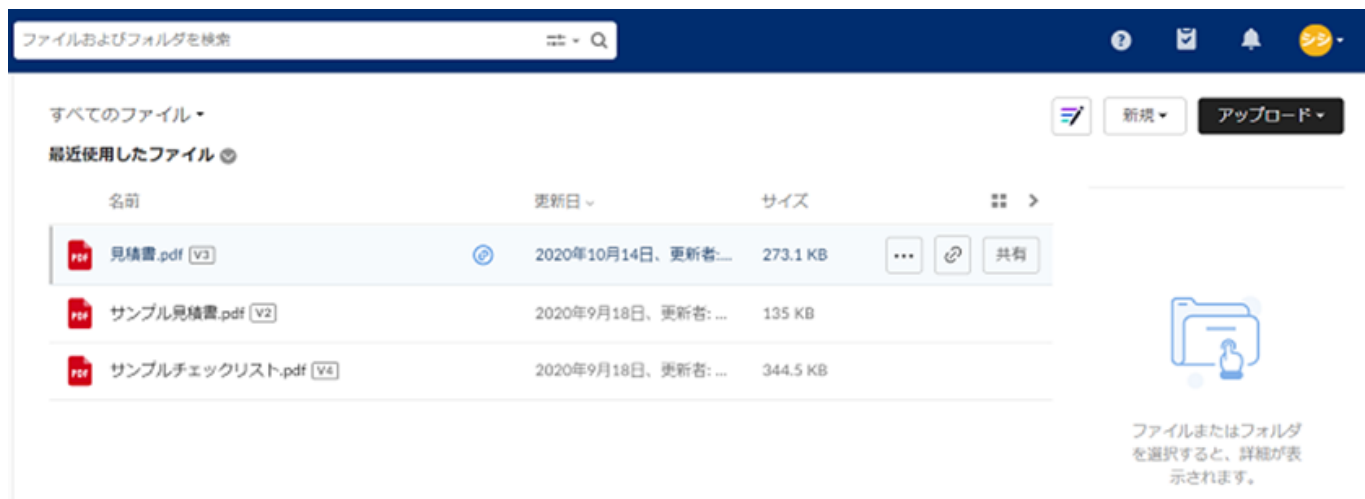 ファイルおよびフォルダを検索
シシ
すべてのファイル
新規
アップロード
最近使用したファイル
名前 更新日 サイズ
PDF 見積書.pdf V3 2020年10月14日、更新者:... 273.1 KB ... 共有
PDF サンプル見積書.pdf V2 2020年9月18日、更新者: ... 135 KB
PDF サンプルチェックリスト.pdf V4 2020年9月18日、更新者: ... 344.5 KB
ファイルまたはフォルダ
を選択すると、詳細が表
示されます。